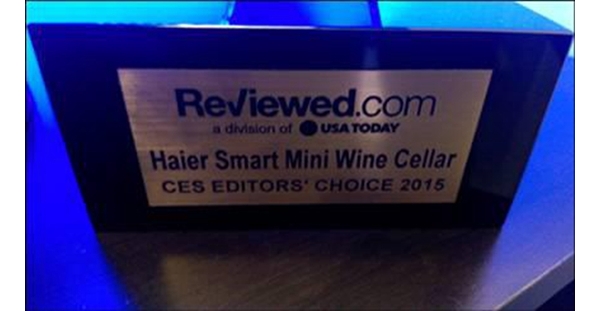 Reviewed.com
a division of USA TODAY
Haier Smart Mini Wine Cellar
CES EDITORS' CHOICE 2015